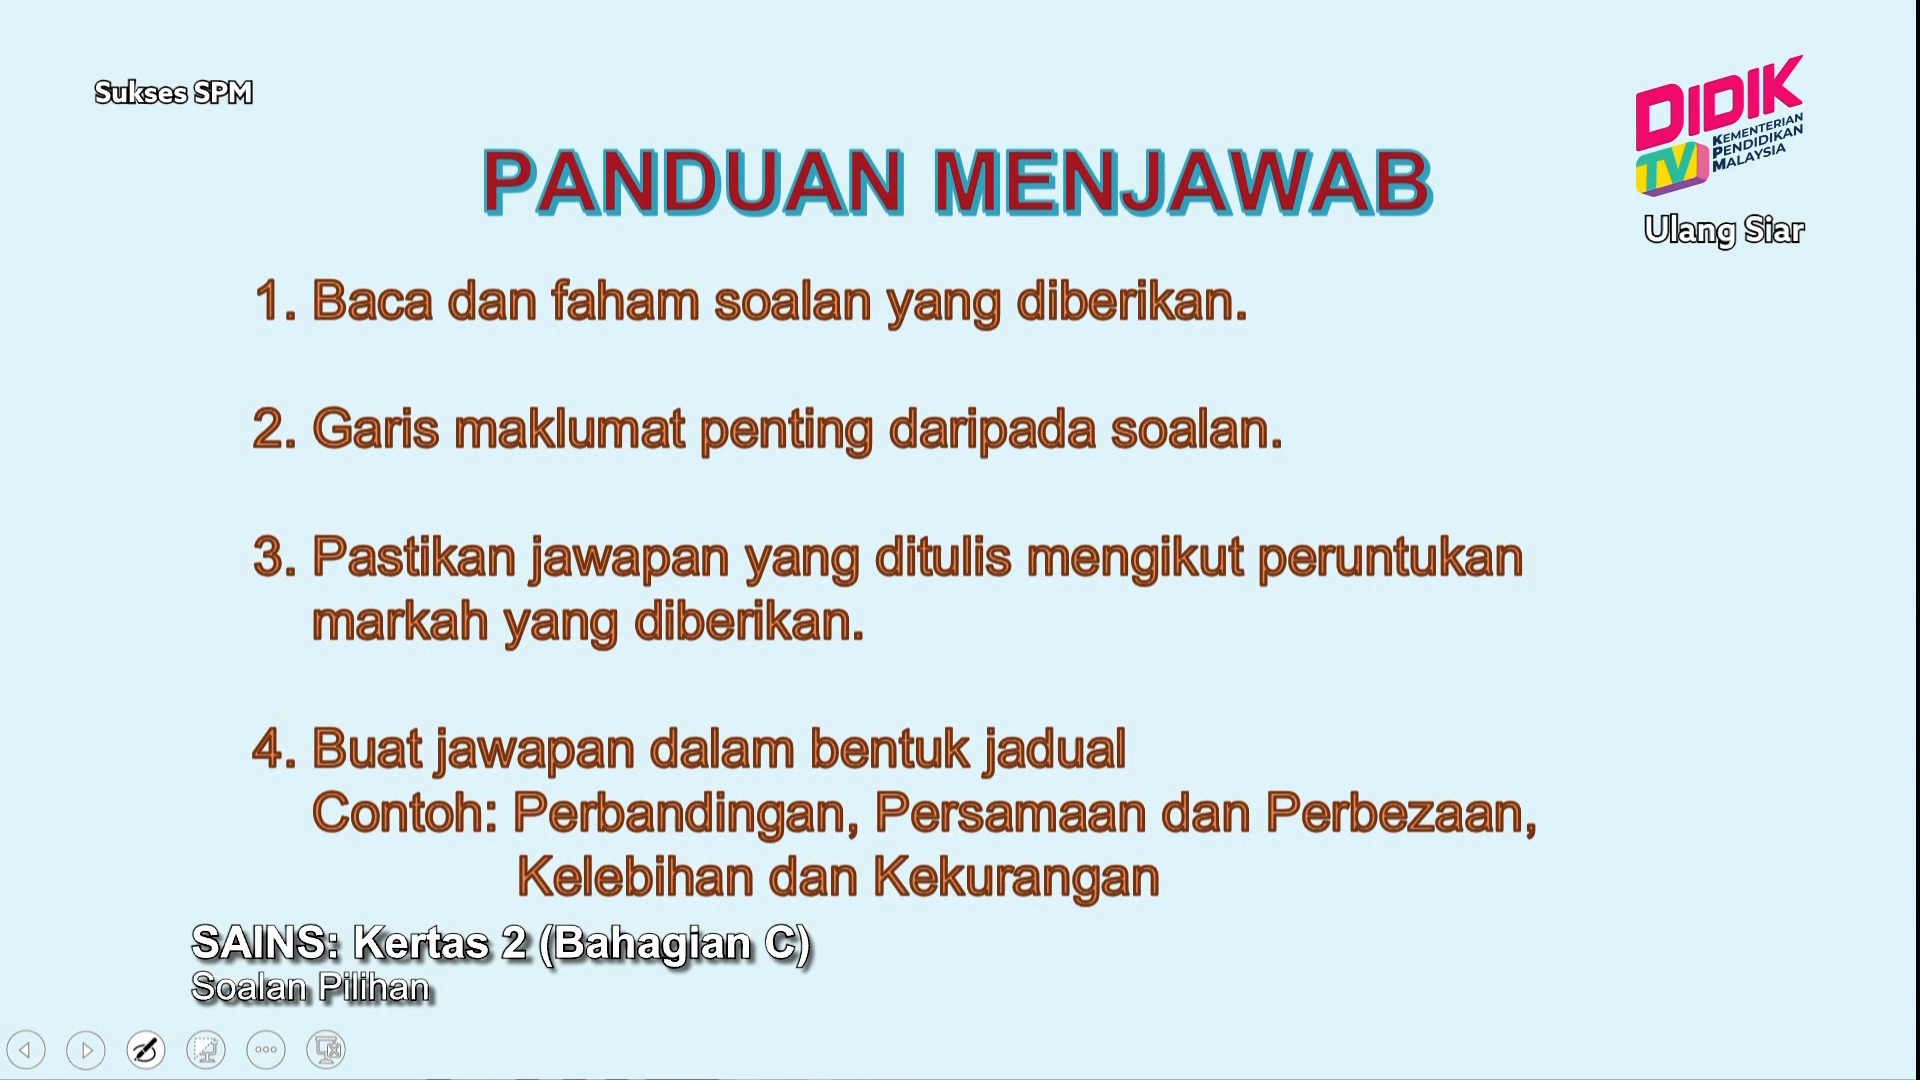 Sukses SPM
DIDIK
TV
KEMENTERIAN
PENDIDIKAN
MALAYSIA
Ulang Siar
PANDUAN MENJAWAB
1. Baca dan faham soalan yang diberikan.
2. Garis maklumat penting daripada soalan.
3. Pastikan jawapan yang ditulis mengikut peruntukan
markah yang diberikan.
4. Buat jawapan dalam bentuk jadual
Contoh: Perbandingan, Persamaan dan Perbezaan,
Kelebihan dan Kekurangan
SAINS: Kertas 2 (Bahagian C)
Soalan Pilihan